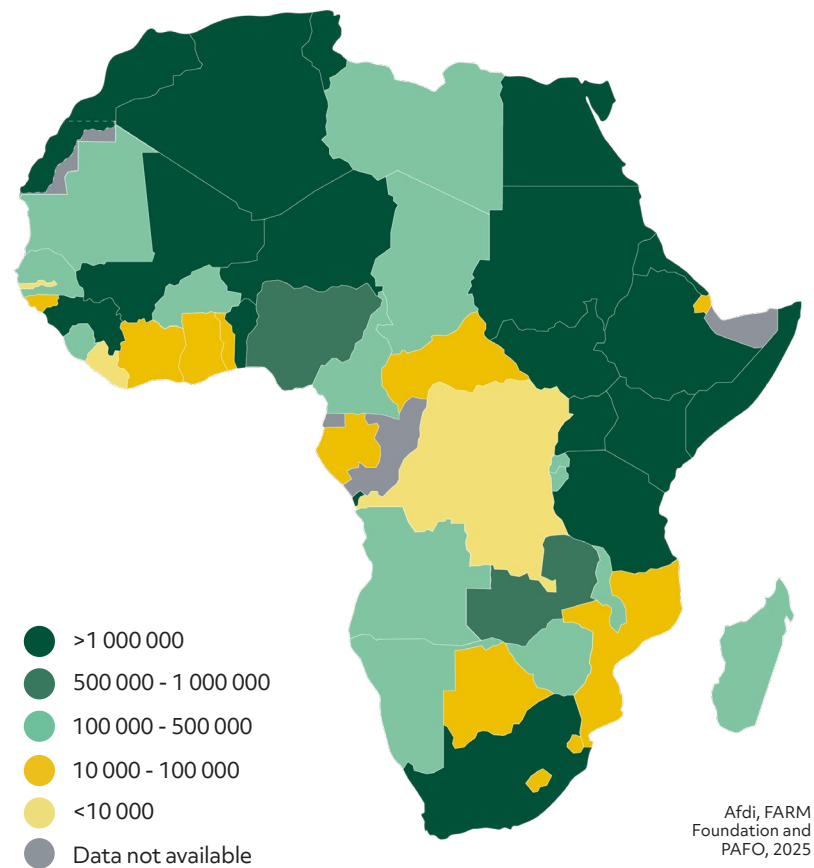 >1 000 000
500 000 - 1 000 000
100 000 - 500 000
10 000 - 100 000
<10 000
Data not available
Afdi, FARM
Foundation and
PAFO, 2025